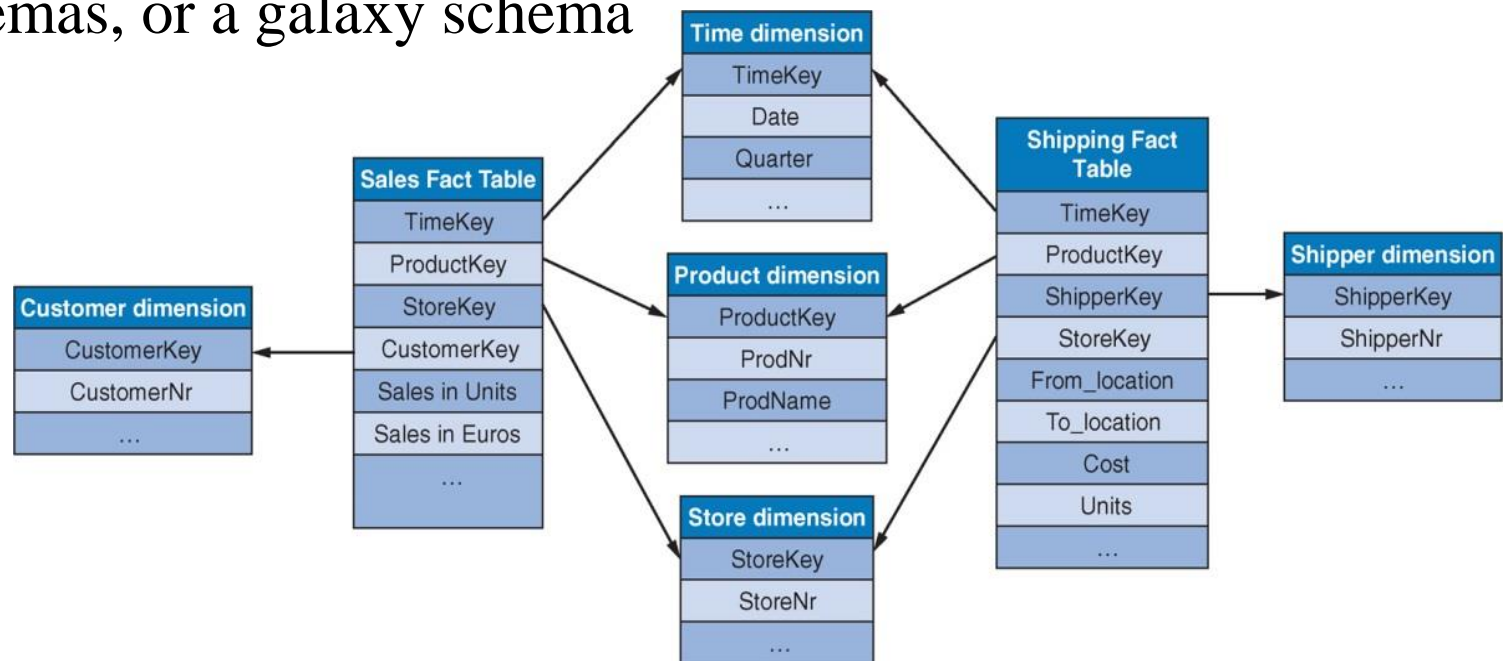 emas, or a galaxy schema
Time dimension
TimeKey
Date
Quarter
...
Sales Fact Table
TimeKey
ProductKey
StoreKey
CustomerKey
Sales in Units
Sales in Euros
...
Shipping Fact
Table
TimeKey
ProductKey
ShipperKey
StoreKey
From_location
To_location
Cost
Units
...
Customer dimension
CustomerKey
CustomerNr
...
Product dimension
ProductKey
ProdNr
ProdName
...
Shipper dimension
ShipperKey
ShipperNr
...
Store dimension
StoreKey
StoreNr
...